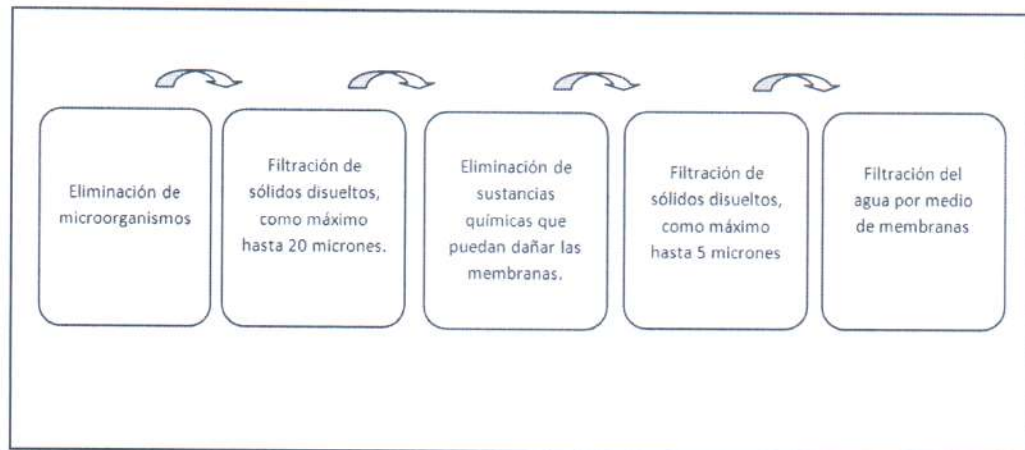 Eliminación de
microorganismos
Filtración de
sólidos disueltos,
como máximo
hasta 20 micrones.
Eliminación de
sustancias
químicas que
puedan dañar las
membranas.
Filtración de
sólidos disueltos,
como máximo
hasta 5 micrones
Filtración del
agua por medio
de membranas